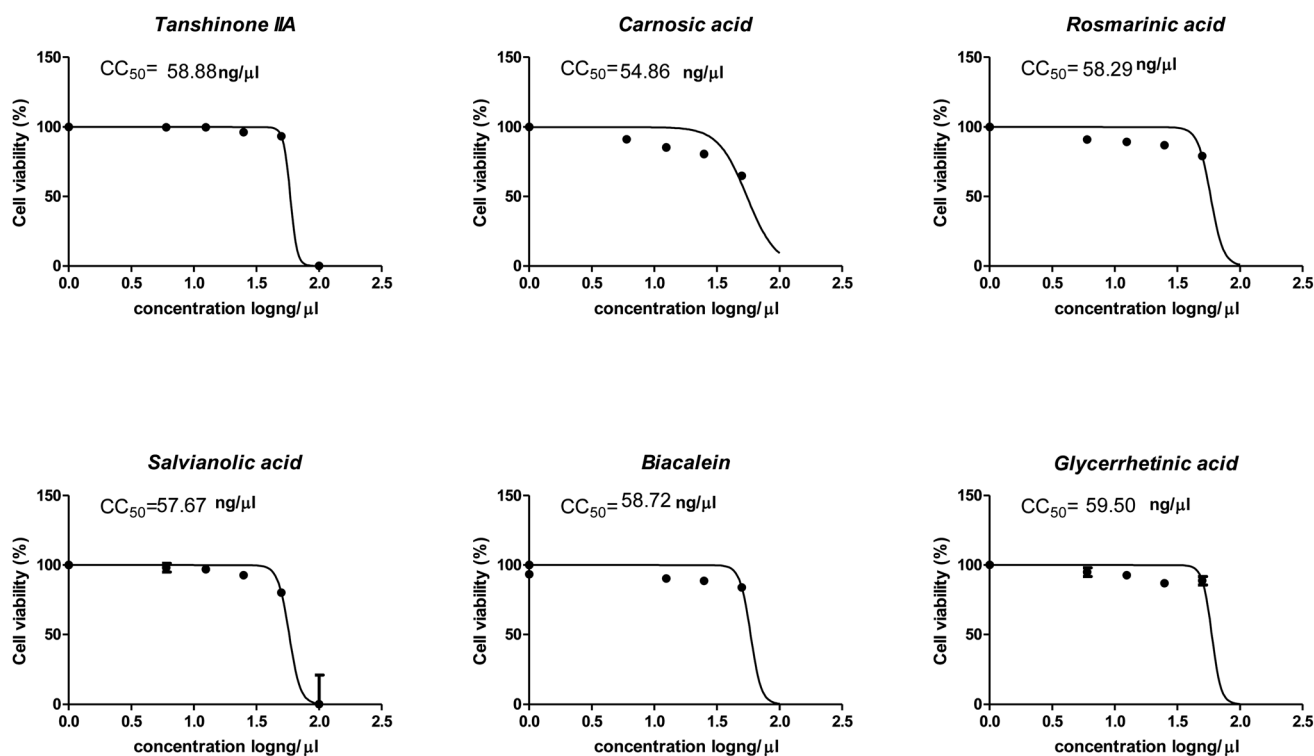 Tanshinone IIA
CC50= 58.88 ng/μl
Cell viability (%)
150
100
50
0
0.0 0.5 1.0 1.5 2.0 2.5
concentration logng/ μl
Carnosic acid
CC50= 54.86 ng/μl
Cell viability (%)
150
100
50
0
0.0 0.5 1.0 1.5 2.0 2.5
concentration logng/ μl
Rosmarinic acid
CC50= 58.29 ng/μl
Cell viability (%)
150
100
50
0
0.0 0.5 1.0 1.5 2.0 2.5
concentration logng/ μl
Salvianolic acid
CC50=57.67 ng/μl
Cell viability (%)
150
100
50
0
0.0 0.5 1.0 1.5 2.0 2.5
concentration logng/ μl
Biacalein
CC50= 58.72 ng/μl
Cell viability (%)
150
100
50
0
0.0 0.5 1.0 1.5 2.0 2.5
concentration logng/ μl
Glycerrhetinic acid
CC50= 59.50 ng/μl
Cell viability (%)
150
100
50
0
0.0 0.5 1.0 1.5 2.0 2.5
concentration logng/ μl